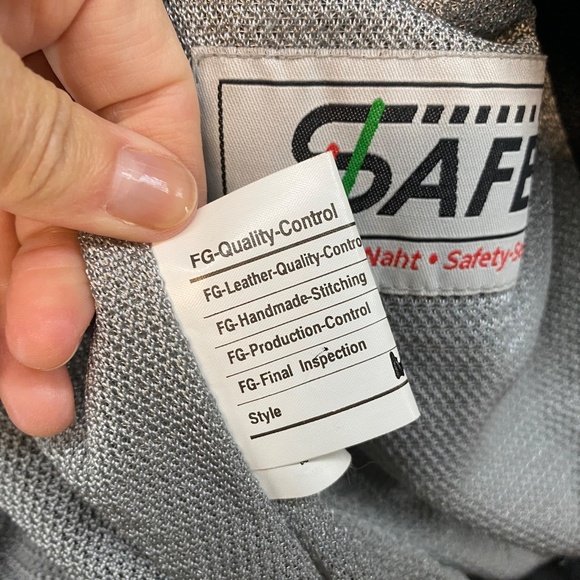 SAFE
Naht • Safety-Se
FG-Quality-Control
FG-Leather-Quality-Contro
FG-Handmade-Stitching
FG-Production-Control
FG-Final Inspection
Style